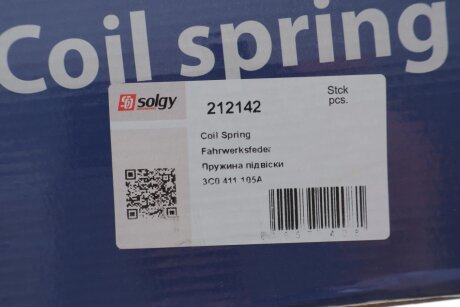 Coil spring
solgy
212142
Stck
pcs.
Coil Spring
Fahrwerksfeder
Пружина підвіски
3C0 411 105A